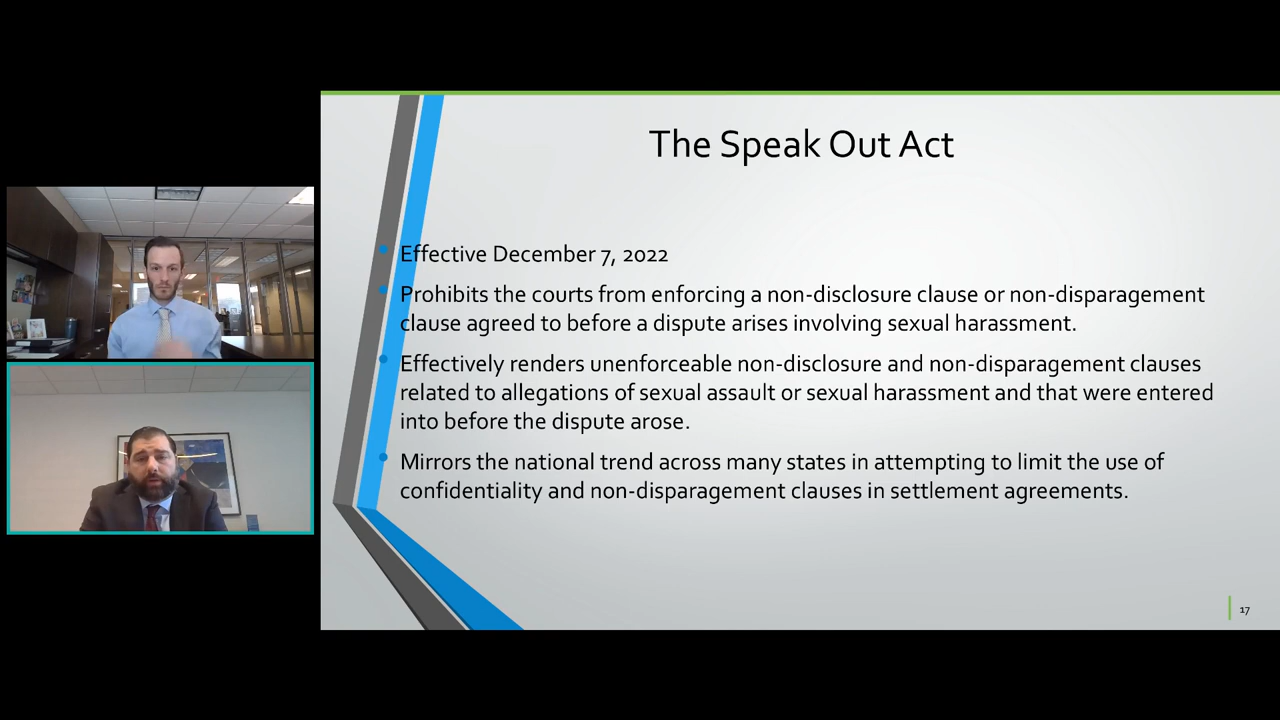 The Speak Out Act
Effective December 7, 2022
Prohibits the courts from enforcing a non-disclosure clause or non-disparagement
clause agreed to before a dispute arises involving sexual harassment.
Effectively renders unenforceable non-disclosure and non-disparagement clauses
related to allegations of sexual assault or sexual harassment and that were entered
into before the dispute arose.
Mirrors the national trend across many states in attempting to limit the use of
confidentiality and non-disparagement clauses in settlement agreements.
17